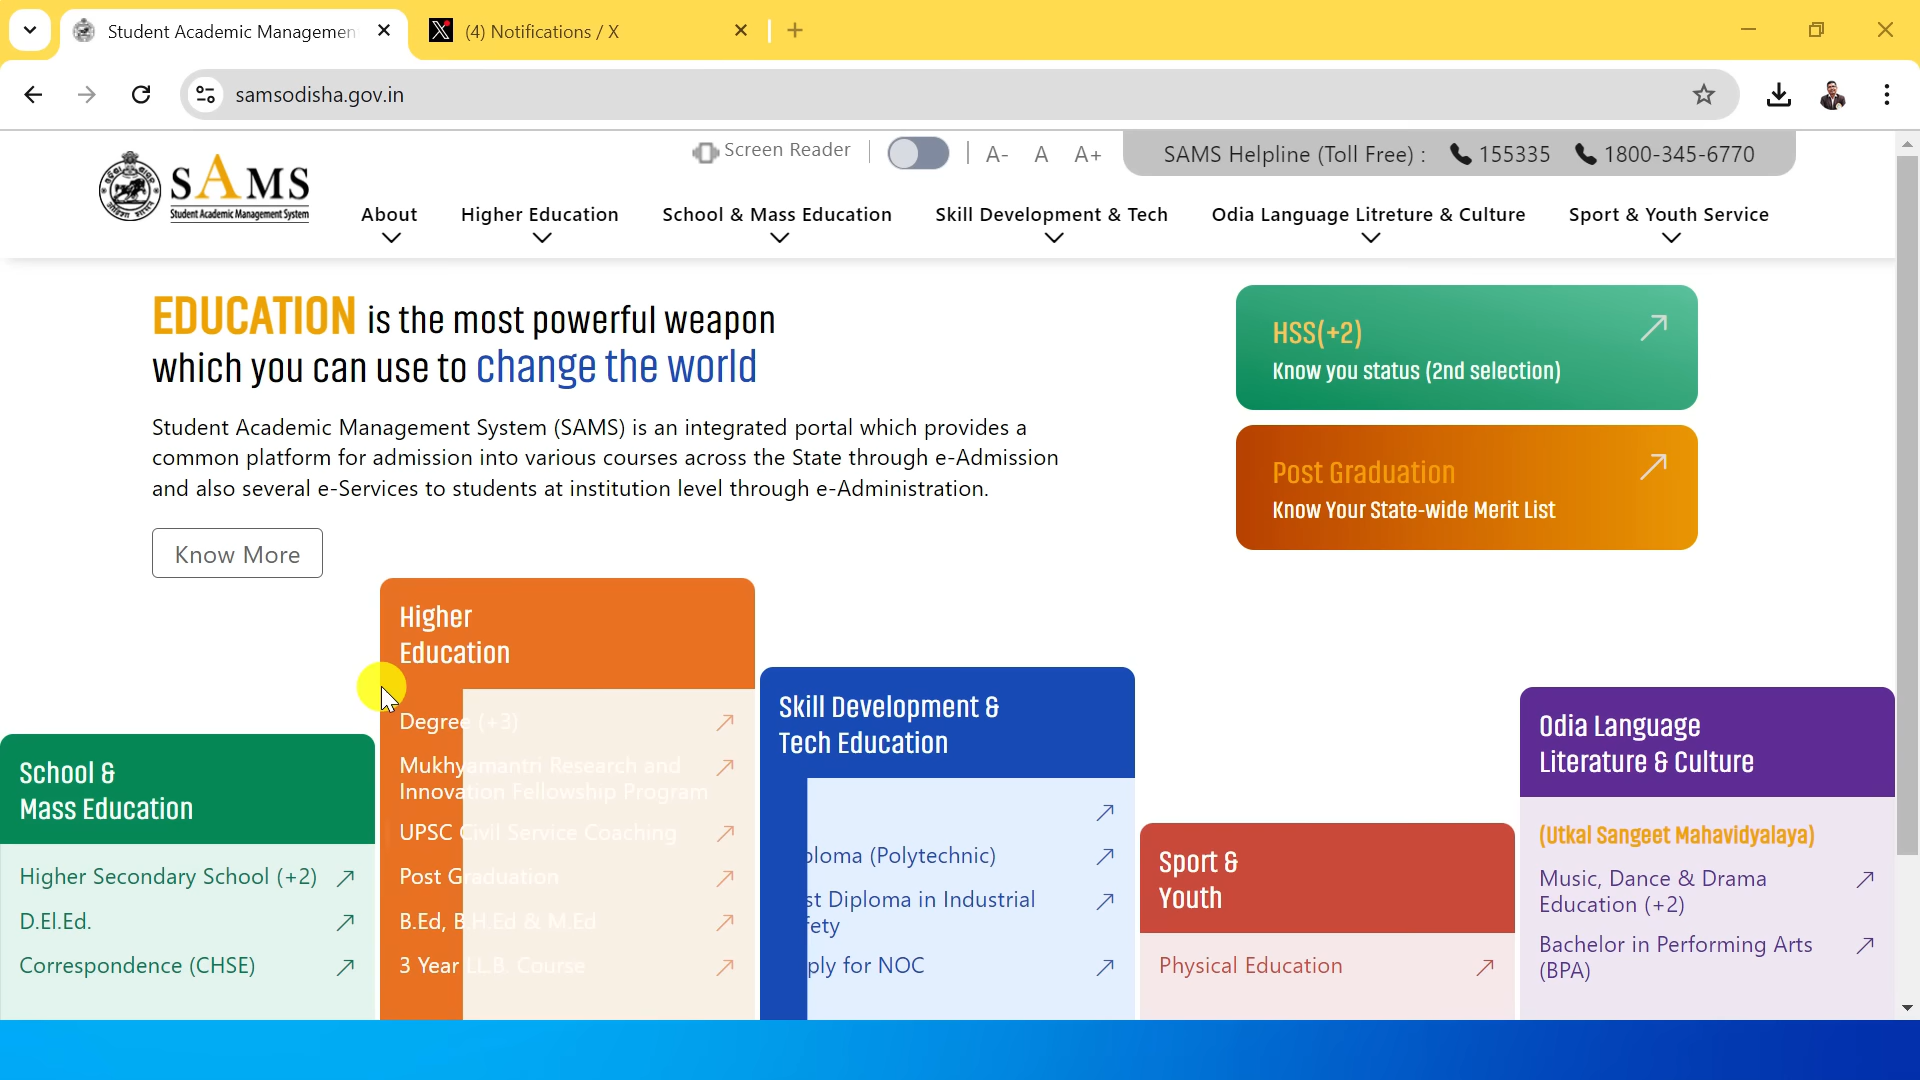 Student Academic Managemen
(4) Notifications / X
samsodisha.gov.in
Screen Reader
A-
A
A+
SAMS Helpline (Toll Free) :
155335
1800-345-6770
SAMS
Student Academic Management System
About
Higher Education
School & Mass Education
Skill Development & Tech
Odia Language Litreture & Culture
Sport & Youth Service
EDUCATION is the most powerful weapon
which you can use to change the world
Student Academic Management System (SAMS) is an integrated portal which provides a
common platform for admission into various courses across the State through e-Admission
and also several e-Services to students at institution level through e-Administration.
Know More
HSS(+2)
Know you status (2nd selection)
Post Graduation
Know Your State-wide Merit List
School &
Mass Education
Higher Secondary School (+2)
D.El.Ed.
Correspondence (CHSE)
Higher
Education
Degree (+3)
Mukhyamantri Research and
Innovation Fellowship Program
UPSC Civil Service Coaching
Post Graduation
B.Ed, B.H.Ed & M.Ed
3 Year LL.B. Course
Skill Development &
Tech Education
ploma (Polytechnic)
st Diploma in Industrial
fety
ply for NOC
Sport &
Youth
Physical Education
Odia Language
Literature & Culture
(Utkal Sangeet Mahavidyalaya)
Music, Dance & Drama
Education (+2)
Bachelor in Performing Arts
(BPA)